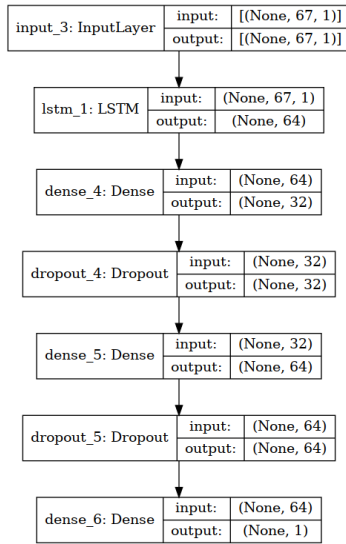 input_3: InputLayer input: [(None, 67, 1)]
output: [(None, 67, 1)]
lstm_1: LSTM input: (None, 67, 1)
output: (None, 64)
dense_4: Dense input: (None, 64)
output: (None, 32)
dropout_4: Dropout input: (None, 32)
output: (None, 32)
dense_5: Dense input: (None, 32)
output: (None, 64)
dropout_5: Dropout input: (None, 64)
output: (None, 64)
dense_6: Dense input: (None, 64)
output: (None, 1)